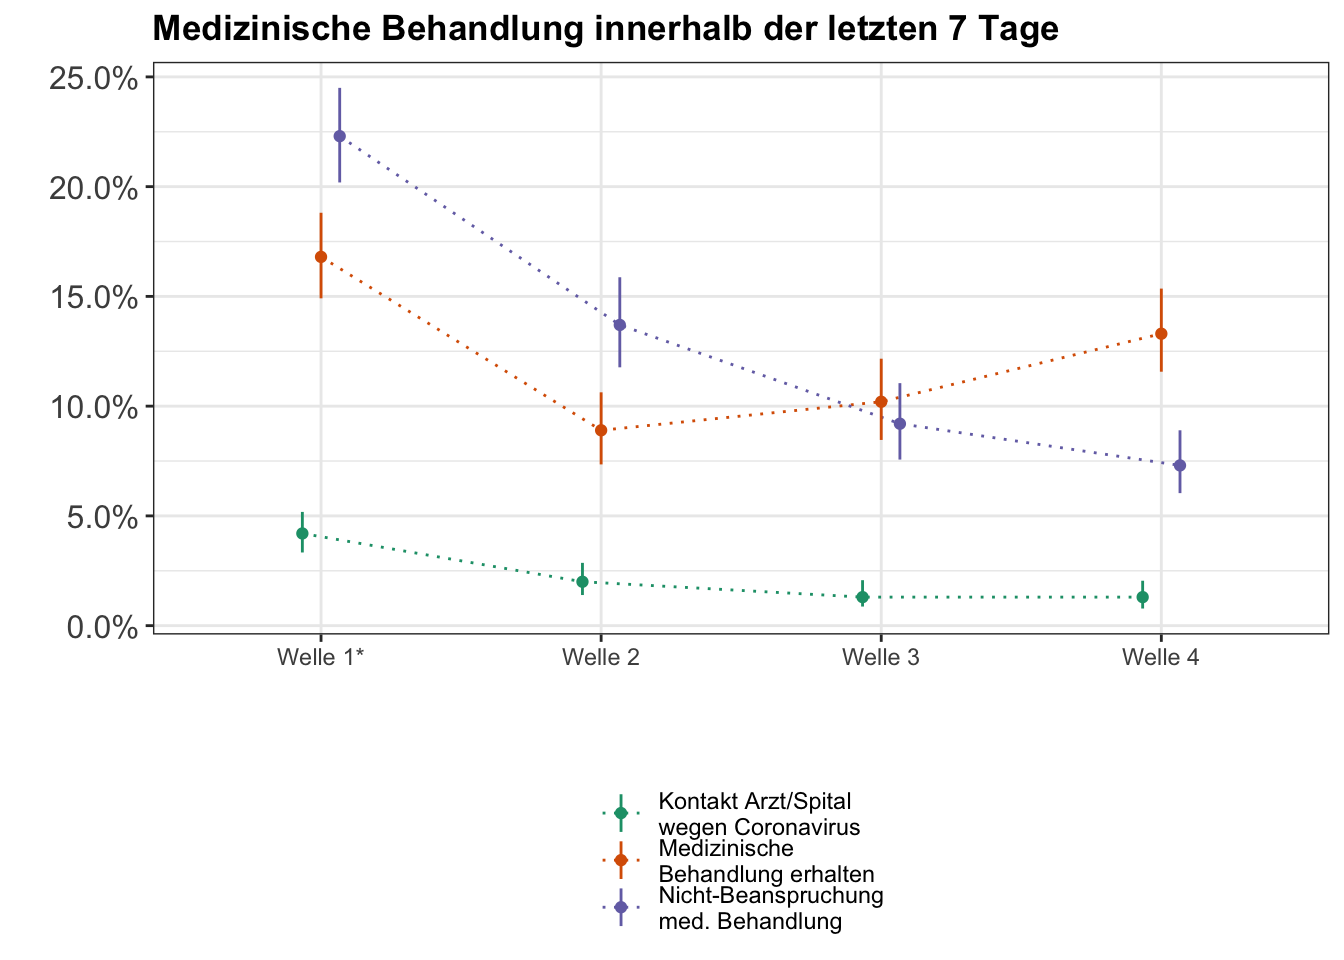 Medizinische Behandlung innerhalb der letzten 7 Tage
25.0%
20.0%
15.0%
10.0%
5.0%
0.0%
Welle 1* Welle 2 Welle 3 Welle 4
Kontakt Arzt/Spital
wegen Coronavirus
Medizinische
Behandlung erhalten
Nicht-Beanspruchung
med. Behandlung